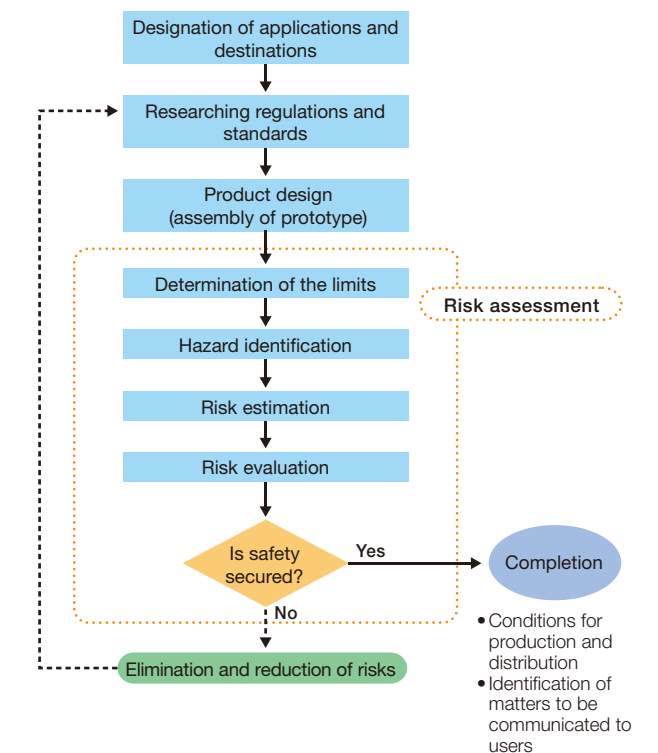 Designation of applications and
destinations
Researching regulations and
standards
Product design
(assembly of prototype)
Determination of the limits
Risk assessment
Hazard identification
Risk estimation
Risk evaluation
Is safety
secured?
Yes
Completion
No
• Conditions for
production and
distribution
• Identification of
matters to be
communicated to
users
Elimination and reduction of risks